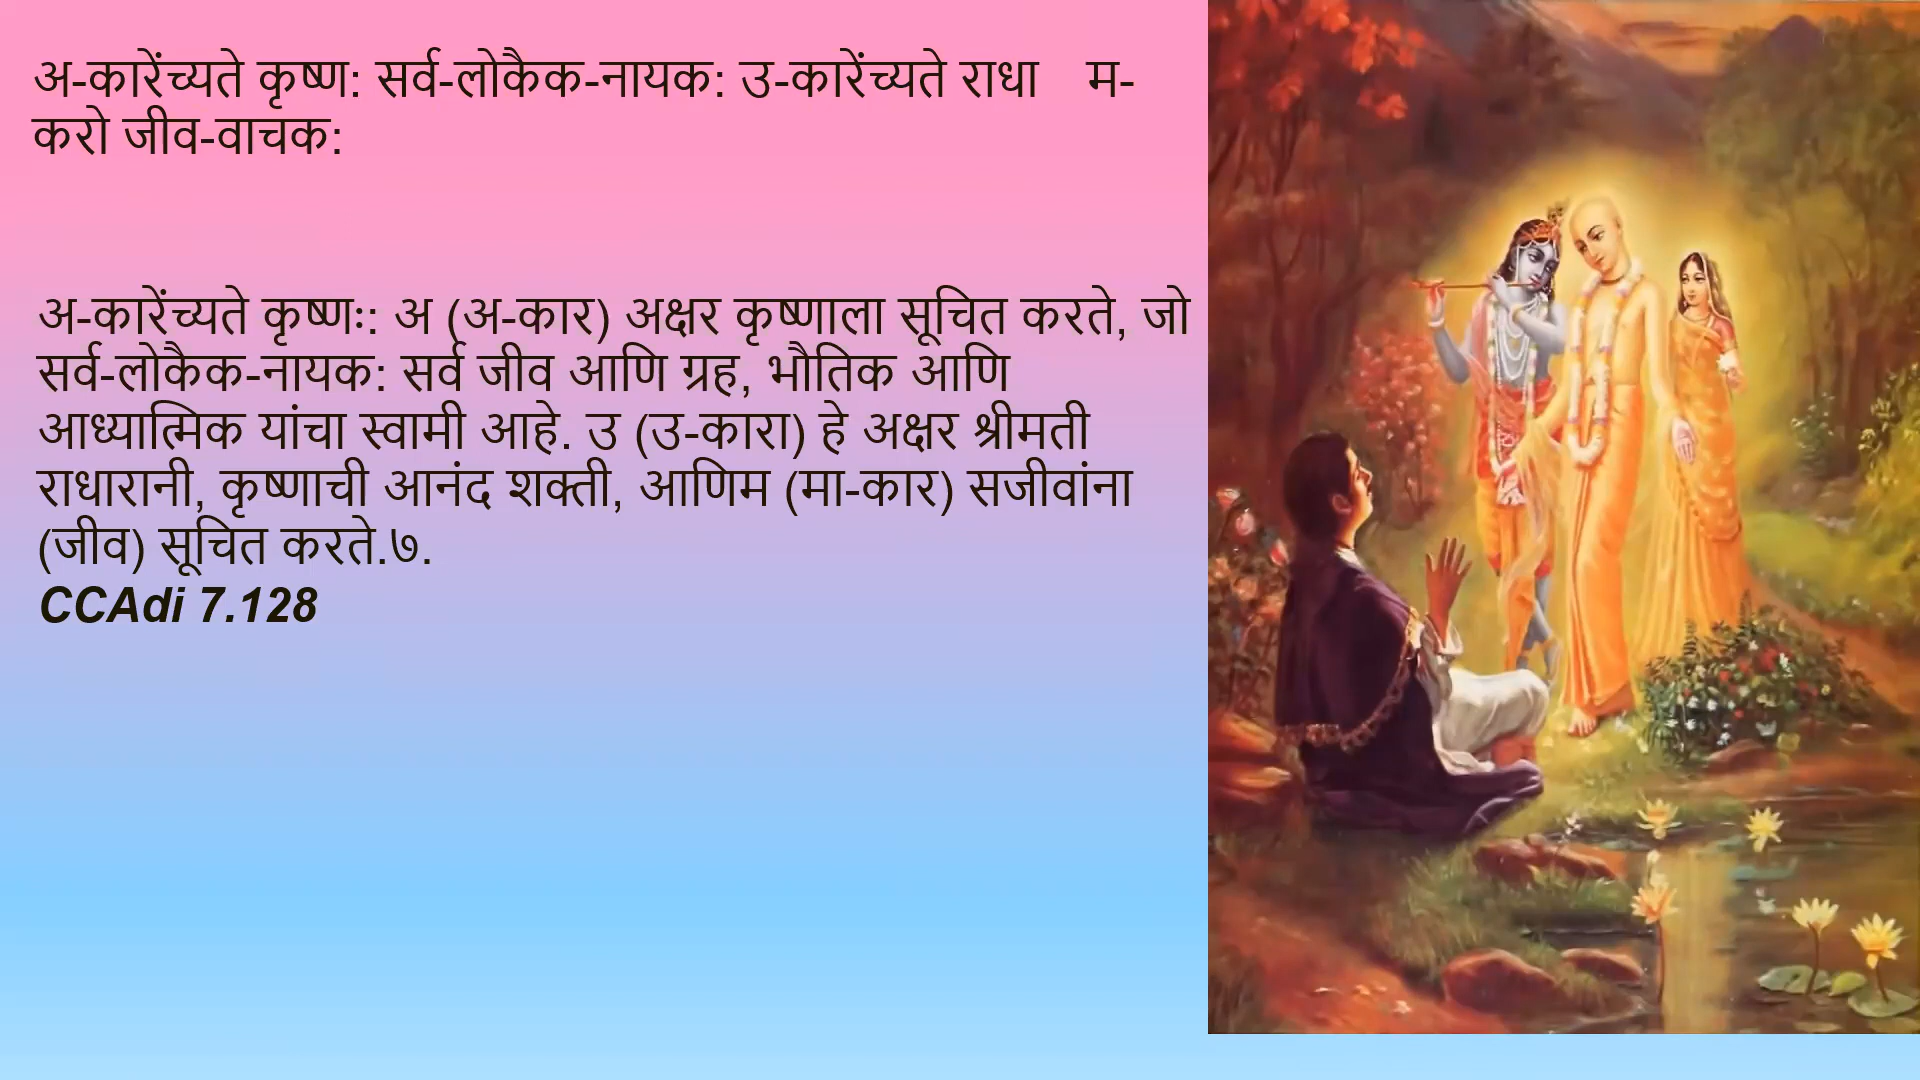 अ-कारेंच्यते कृष्ण: सर्व-लोकैक-नायक: उ-कारेंच्यते राधा म-
करो जीव-वाचक:
अ-कारेंच्यते कृष्णः: अ (अ-कार) अक्षर कृष्णाला सूचित करते, जो
सर्व-लोकैक-नायक: सर्व जीव आणि ग्रह, भौतिक आणि
आध्यात्मिक यांचा स्वामी आहे. उ (उ-कारा) हे अक्षर श्रीमती
राधारानी, कृष्णाची आनंद शक्ती, आणिम (मा-कार) सजीवांना
(जीव) सूचित करते.७.
CCAdi 7.128